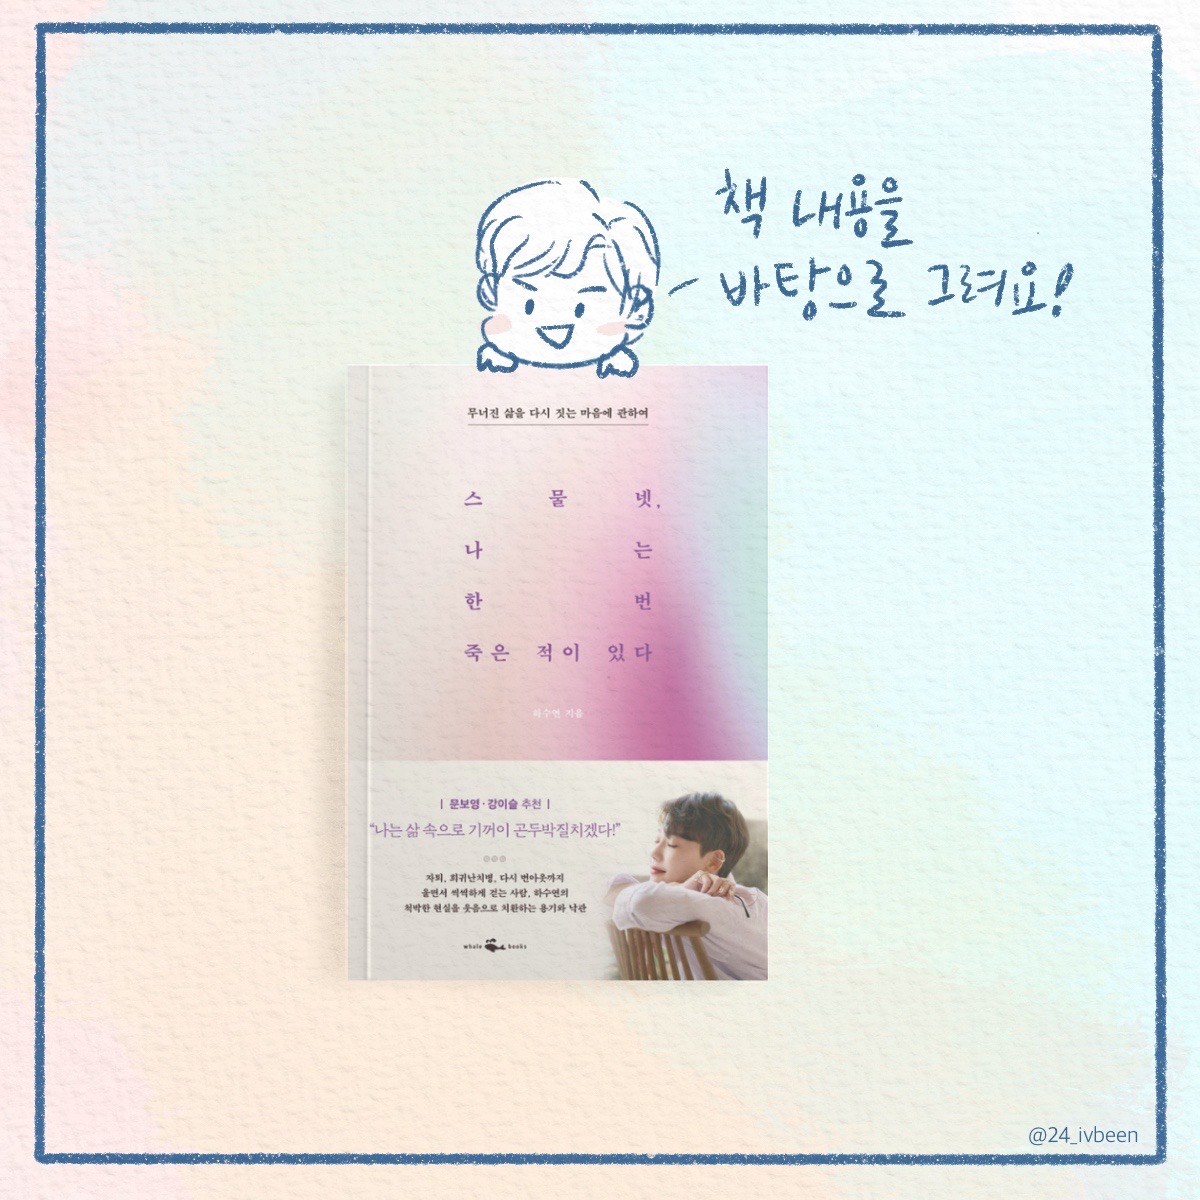 책 내용을
바탕으로 그려요!
무너진 삶을 다시 짓는 마음에 관하여
스물넷,
나는
한번
죽은 적이 있다
하수연 지음
| 문보영·강이슬 추천 |
“나는 삶 속으로 기꺼이 곤두박질치겠다!”
자퇴, 희귀난치병, 다시 번아웃까지
울면서 씩씩하게 걷는 사람, 하수연의
척박한 현실을 웃음으로 치환하는 용기와 낙관
whale books
@24_ivbeen